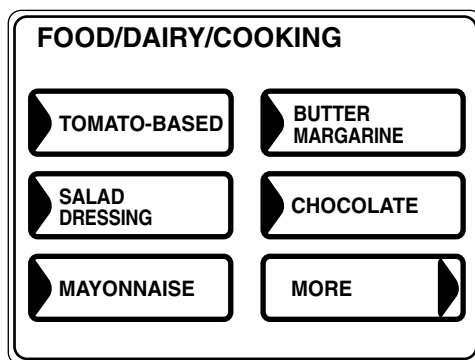 FOOD/DAIRY/COOKING
TOMATO-BASED
BUTTER
MARGARINE
SALAD
DRESSING
CHOCOLATE
MAYONNAISE
MORE